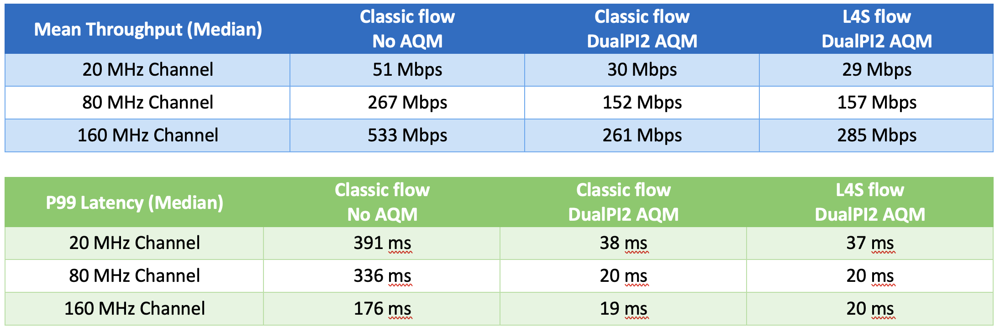 Mean Throughput (Median) Classic flow No AQM Classic flow DualPI2 AQM L4S flow DualPI2 AQM
20 MHz Channel 51 Mbps 30 Mbps 29 Mbps
80 MHz Channel 267 Mbps 152 Mbps 157 Mbps
160 MHz Channel 533 Mbps 261 Mbps 285 Mbps
P99 Latency (Median) Classic flow No AQM Classic flow DualPI2 AQM L4S flow DualPI2 AQM
20 MHz Channel 391 ms 38 ms 37 ms
80 MHz Channel 336 ms 20 ms 20 ms
160 MHz Channel 176 ms 19 ms 20 ms